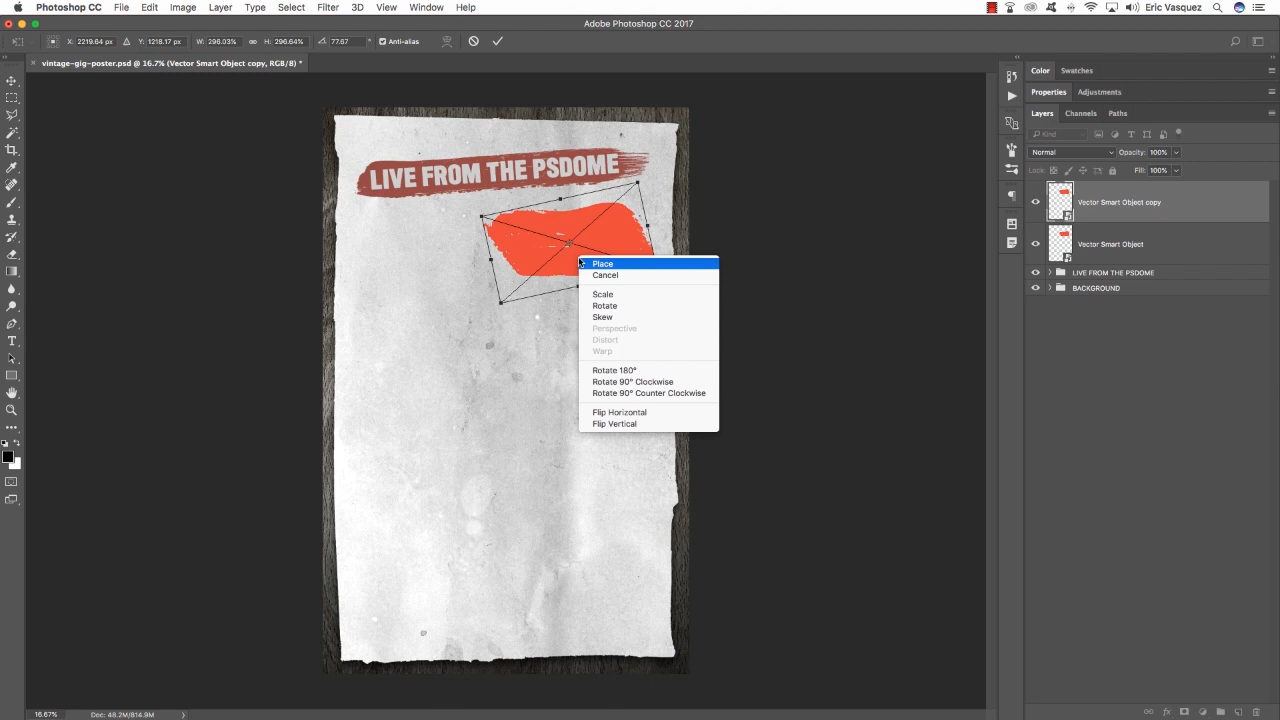 Photoshop CC File Edit Image Layer Type Select Filter 3D View Window Help Eric Vasquez
Adobe Photoshop CC 2017
X: 2219.64 px Y: 1218.17 px W: 296.03% H: 296.64% 77.67 ° Anti-alias
× vintage-gig-poster.psd @ 16.7% (Vector Smart Object copy, RGB/8) *
Color Swatches
Properties Adjustments
Layers Channels Paths
Kind
Normal Opacity: 100%
Lock: Fill: 100%
Vector Smart Object copy
Vector Smart Object
LIVE FROM THE PSDOME
BACKGROUND
LIVE FROM THE PSDOME
Place
Cancel
Scale
Rotate
Skew
Perspective
Distort
Warp
Rotate 180°
Rotate 90° Clockwise
Rotate 90° Counter Clockwise
Flip Horizontal
Flip Vertical
16.67% Doc: 48.2M/814.9M